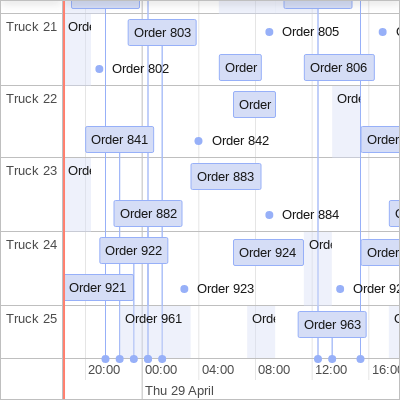 Truck 21
Order 803
Order 805
Order 802
Order
Order 806
Truck 22
Order
Order 841
Order 842
Order
Truck 23
Order 883
Order 882
Order 884
Truck 24
Order 922
Order 924
Order
Order 921
Order 923
Truck 25
Order 961
Order 963
20:00
00:00
04:00
08:00
12:00
16:00
Thu 29 April